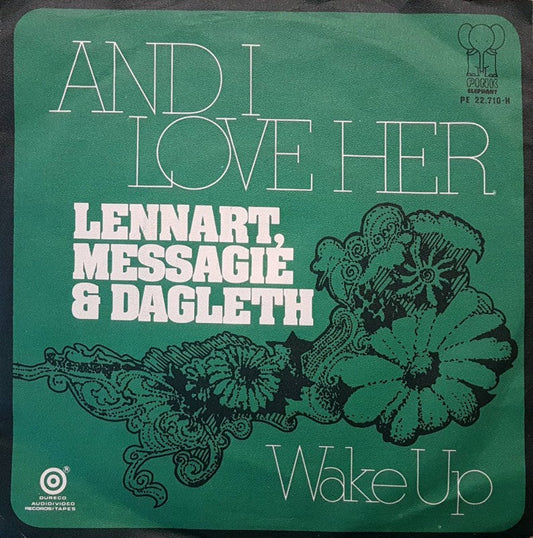 AND I
LOVE HER
PINK
ELEPHANT
PE 22.710-H
LENNART,
MESSAGIE
& DAGLETH
Wake Up
®
DURECO
AUDIO/VIDEO
RECORDS/TAPES